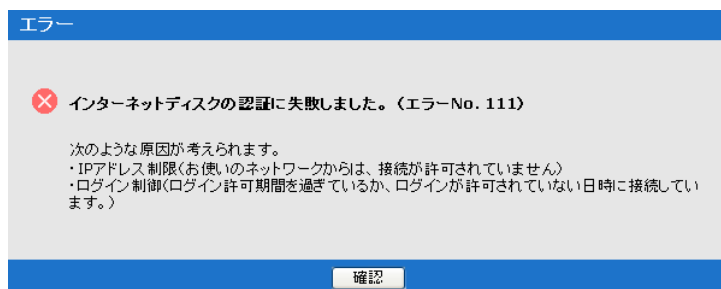 エラー
インターネットディスクの認証に失敗しました。（エラーNo. 111）
次のような原因が考えられます。
・IPアドレス制限(お使いのネットワークからは、接続が許可されていません)
・ログイン制御(ログイン許可期間を過ぎているか、ログインが許可されていない日時に接続してい
ます。)
確認